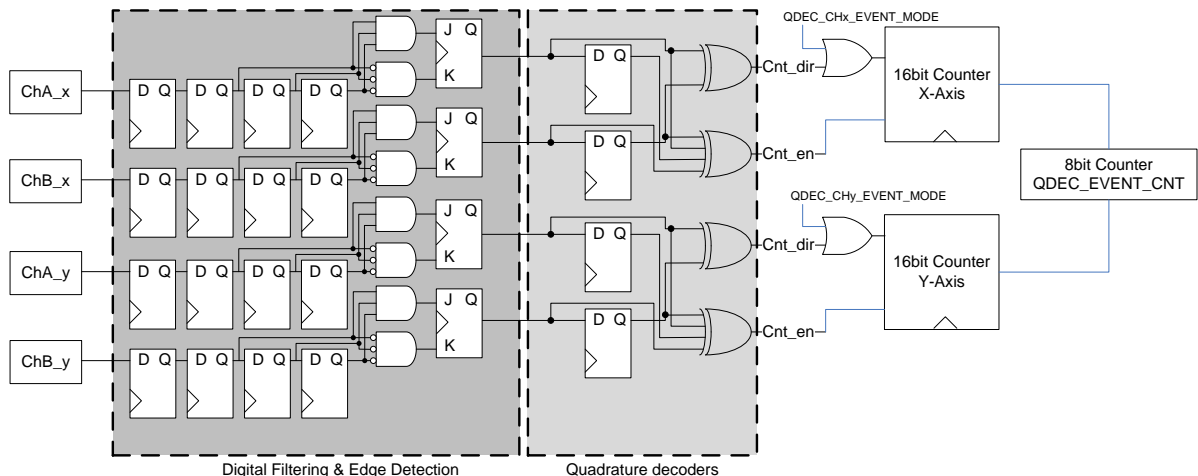 QDEC_CHx_EVENT_MODE
J Q
K
ChA_x
D Q D Q D Q D Q
D Q
Cnt_dir
16bit Counter
X-Axis
J Q
K
ChB_x
D Q D Q D Q D Q
D Q
Cnt_en
8bit Counter
QDEC_EVENT_CNT
QDEC_CHy_EVENT_MODE
J Q
K
ChA_y
D Q D Q D Q D Q
D Q
Cnt_dir
16bit Counter
Y-Axis
J Q
K
ChB_y
D Q D Q D Q D Q
D Q
Cnt_en
Digital Filtering & Edge Detection
Quadrature decoders